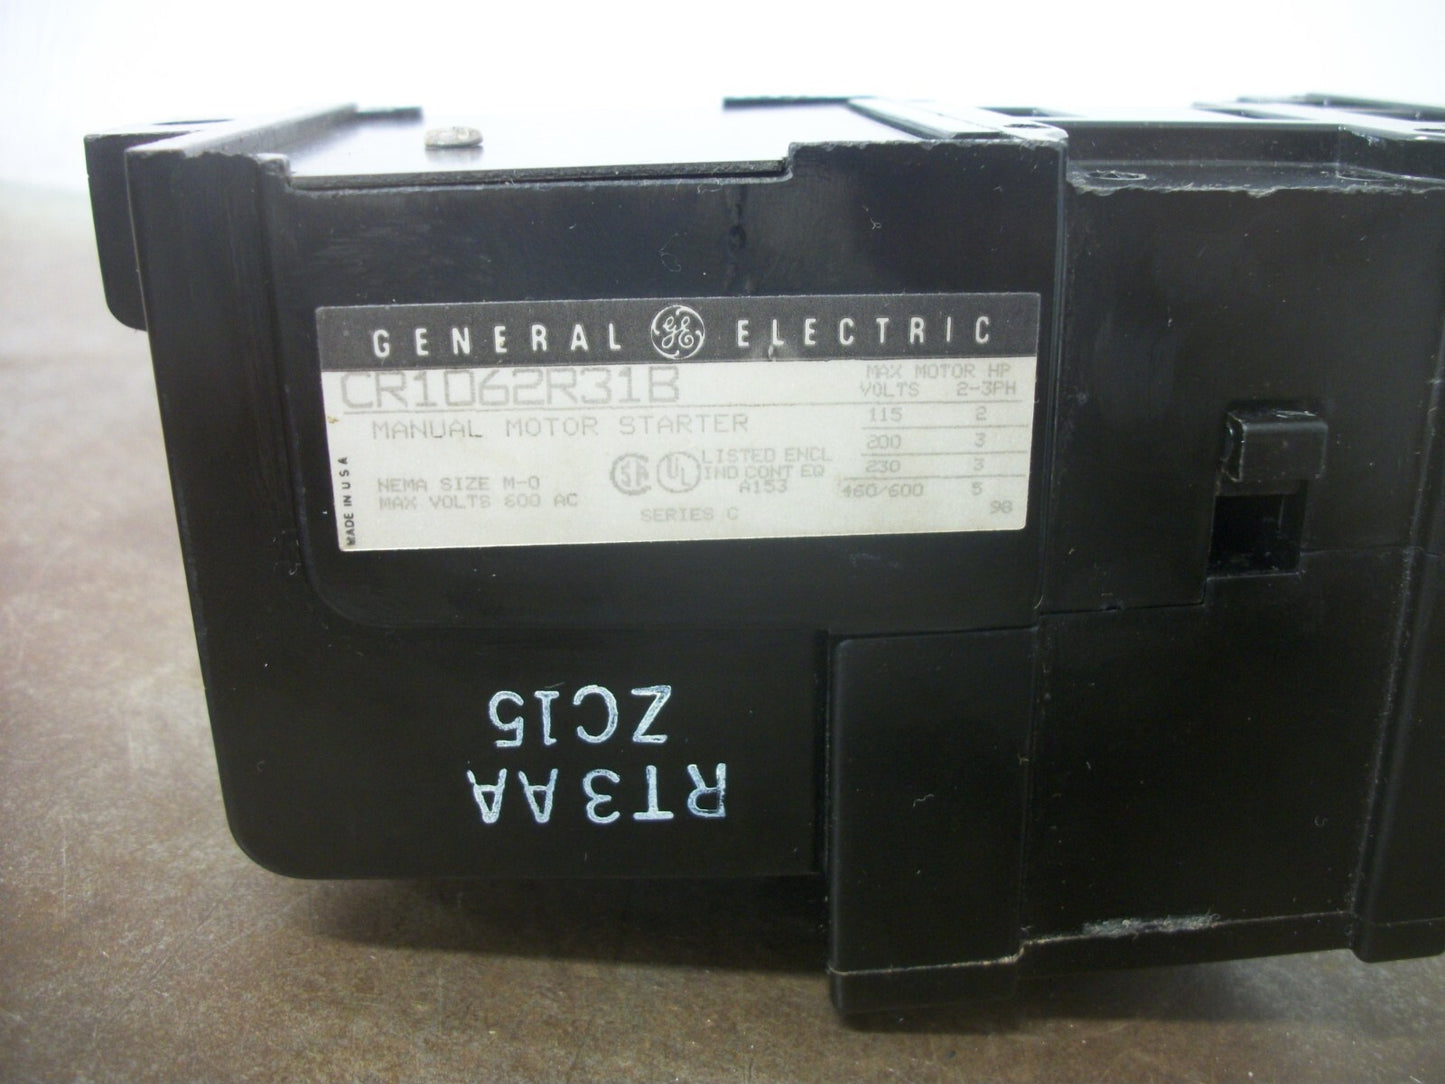 GENERAL GE ELECTRIC
CR1062R31B
MANUAL MOTOR STARTER
MAX MOTOR HP
VOLTS 2-3PH
115 2
200 3
230 3
460/600 5
98
NEMA SIZE M-0
MAX VOLTS 600 AC
SA
UL
LISTED ENCL
IND CONT EQ
A153
SERIES C
MADE IN USA
RT3AA
ZC15